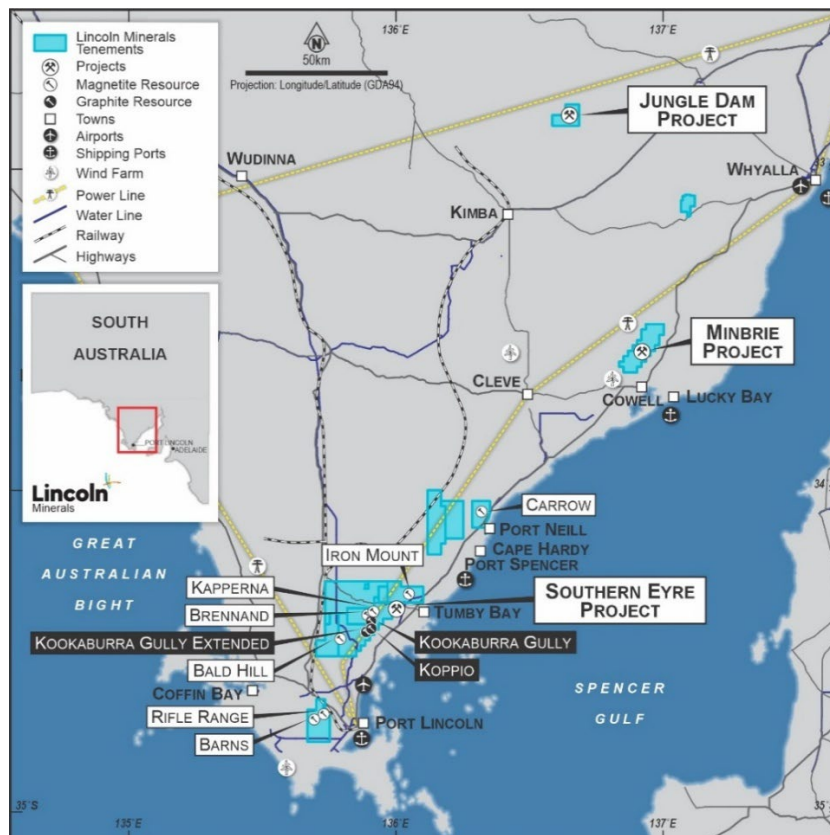 Lincoln Minerals
Tenements
Projects
Magnetite Resource
Graphite Resource
Towns
Airports
Shipping Ports
Wind Farm
Power Line
Water Line
Railway
Highways
N
50km
Projection: Longitude/Latitude (GDA94)
136°E
137°E
JUNGLE DAM
PROJECT
WUDINNA
33
WHYALLA
KIMBA
SOUTH
AUSTRALIA
PORT LINCOLN
ADELAIDE
Lincoln
Minerals
MINBRIE
PROJECT
CLEVE
COWELL
LUCKY BAY
34
CARROW
PORT NEILL
CAPE HARDY
PORT SPENCER
GREAT
AUSTRALIAN
BIGHT
IRON MOUNT
KAPPERNA
BRENNAND
KOOKABURRA GULLY EXTENDED
BALD HILL
COFFIN BAY
RIFLE RANGE
BARNS
SOUTHERN EYRE
PROJECT
TUMBY BAY
KOOKABURRA GULLY
KOPPIO
PORT LINCOLN
SPENCER
GULF
35°S
135°E
136°E
137°E